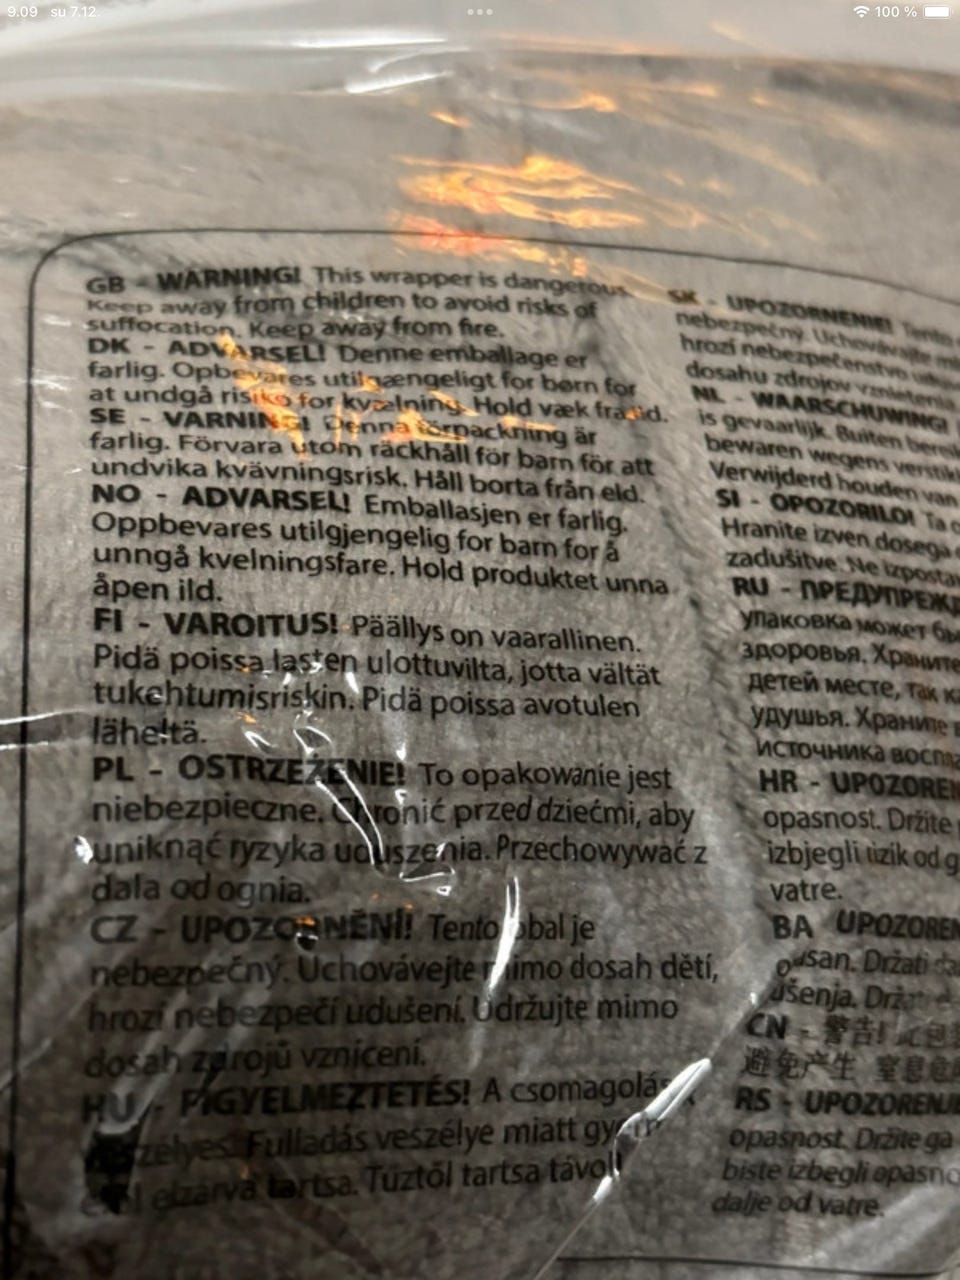 9.09 su 7.12.
100 %
GB - WARNING! This wrapper is dangerous.
Keep away from children to avoid risks of
suffocation. Keep away from fire.
DK - ADVARSEL! Denne emballage er
farlig. Opbevares utilgængeligt for børn for
at undgå risiko for kvælning. Hold væk fra ild.
SE - VARNING! Denna förpackning är
farlig. Förvara utom räckhåll för barn för att
undvika kvävningsrisk. Håll borta från eld.
NO - ADVARSEL! Emballasjen er farlig.
Oppbevares utilgjengelig for barn for å
unngå kvelningsfare. Hold produktet unna
åpen ild.
FI - VAROITUS! Päällys on vaarallinen.
Pidä poissa lasten ulottuvilta, jotta vältät
tukehtumisriskin. Pidä poissa avotulen
läheltä.
PL - OSTRZEŻENIE! To opakowanie jest
niebezpieczne. Chronić przed dziećmi, aby
uniknąć ryzyka uduszenia. Przechowywać z
dala od ognia.
CZ - UPOZORNĚNÍ! Tento obal je
nebezpečný. Uchovávejte mimo dosah dětí,
hrozí nebezpečí udušení. Udržujte mimo
dosah zdrojů vznícení.
HU - FIGYELMEZTETÉS! A csomagolás
Fulladás veszélye miatt
elzárva tartsa. Tűztől tartsa távol
SK - UPOZORNENIE! Tento
nebezpečný. Uchovávajte
hrozí nebezpečenstvo
dosahu zdrojov vznietenia
NL - WAARSCHUWING!
is gevaarlijk. Buiten
bewaren wegens
Verwijderd houden van
SI - OPOZORILO! Ta
Hranite izven dosega
zadušitve. Ne
RU -
упаковка может
здоровья. Храните
детей месте, так
удушья. Храните
источника
HR -
opasnost. Držite
izbjegli rizik od
vatre.
BA
Držati
CN - 警告! 此包
避免产生 窒息危
RS -
opasnost. Držite ga
biste izbegli
dalje od vatre.